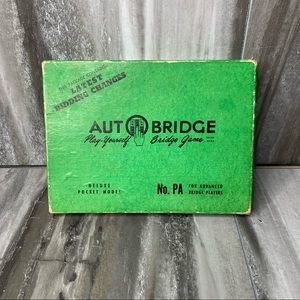 LATEST
BIDDING CHANGES
AUTOBRIDGE
Play-Yourself Bridge Game
DELUXE
POCKET MODEL
No. PA
FOR ADVANCED
BRIDGE PLAYERS